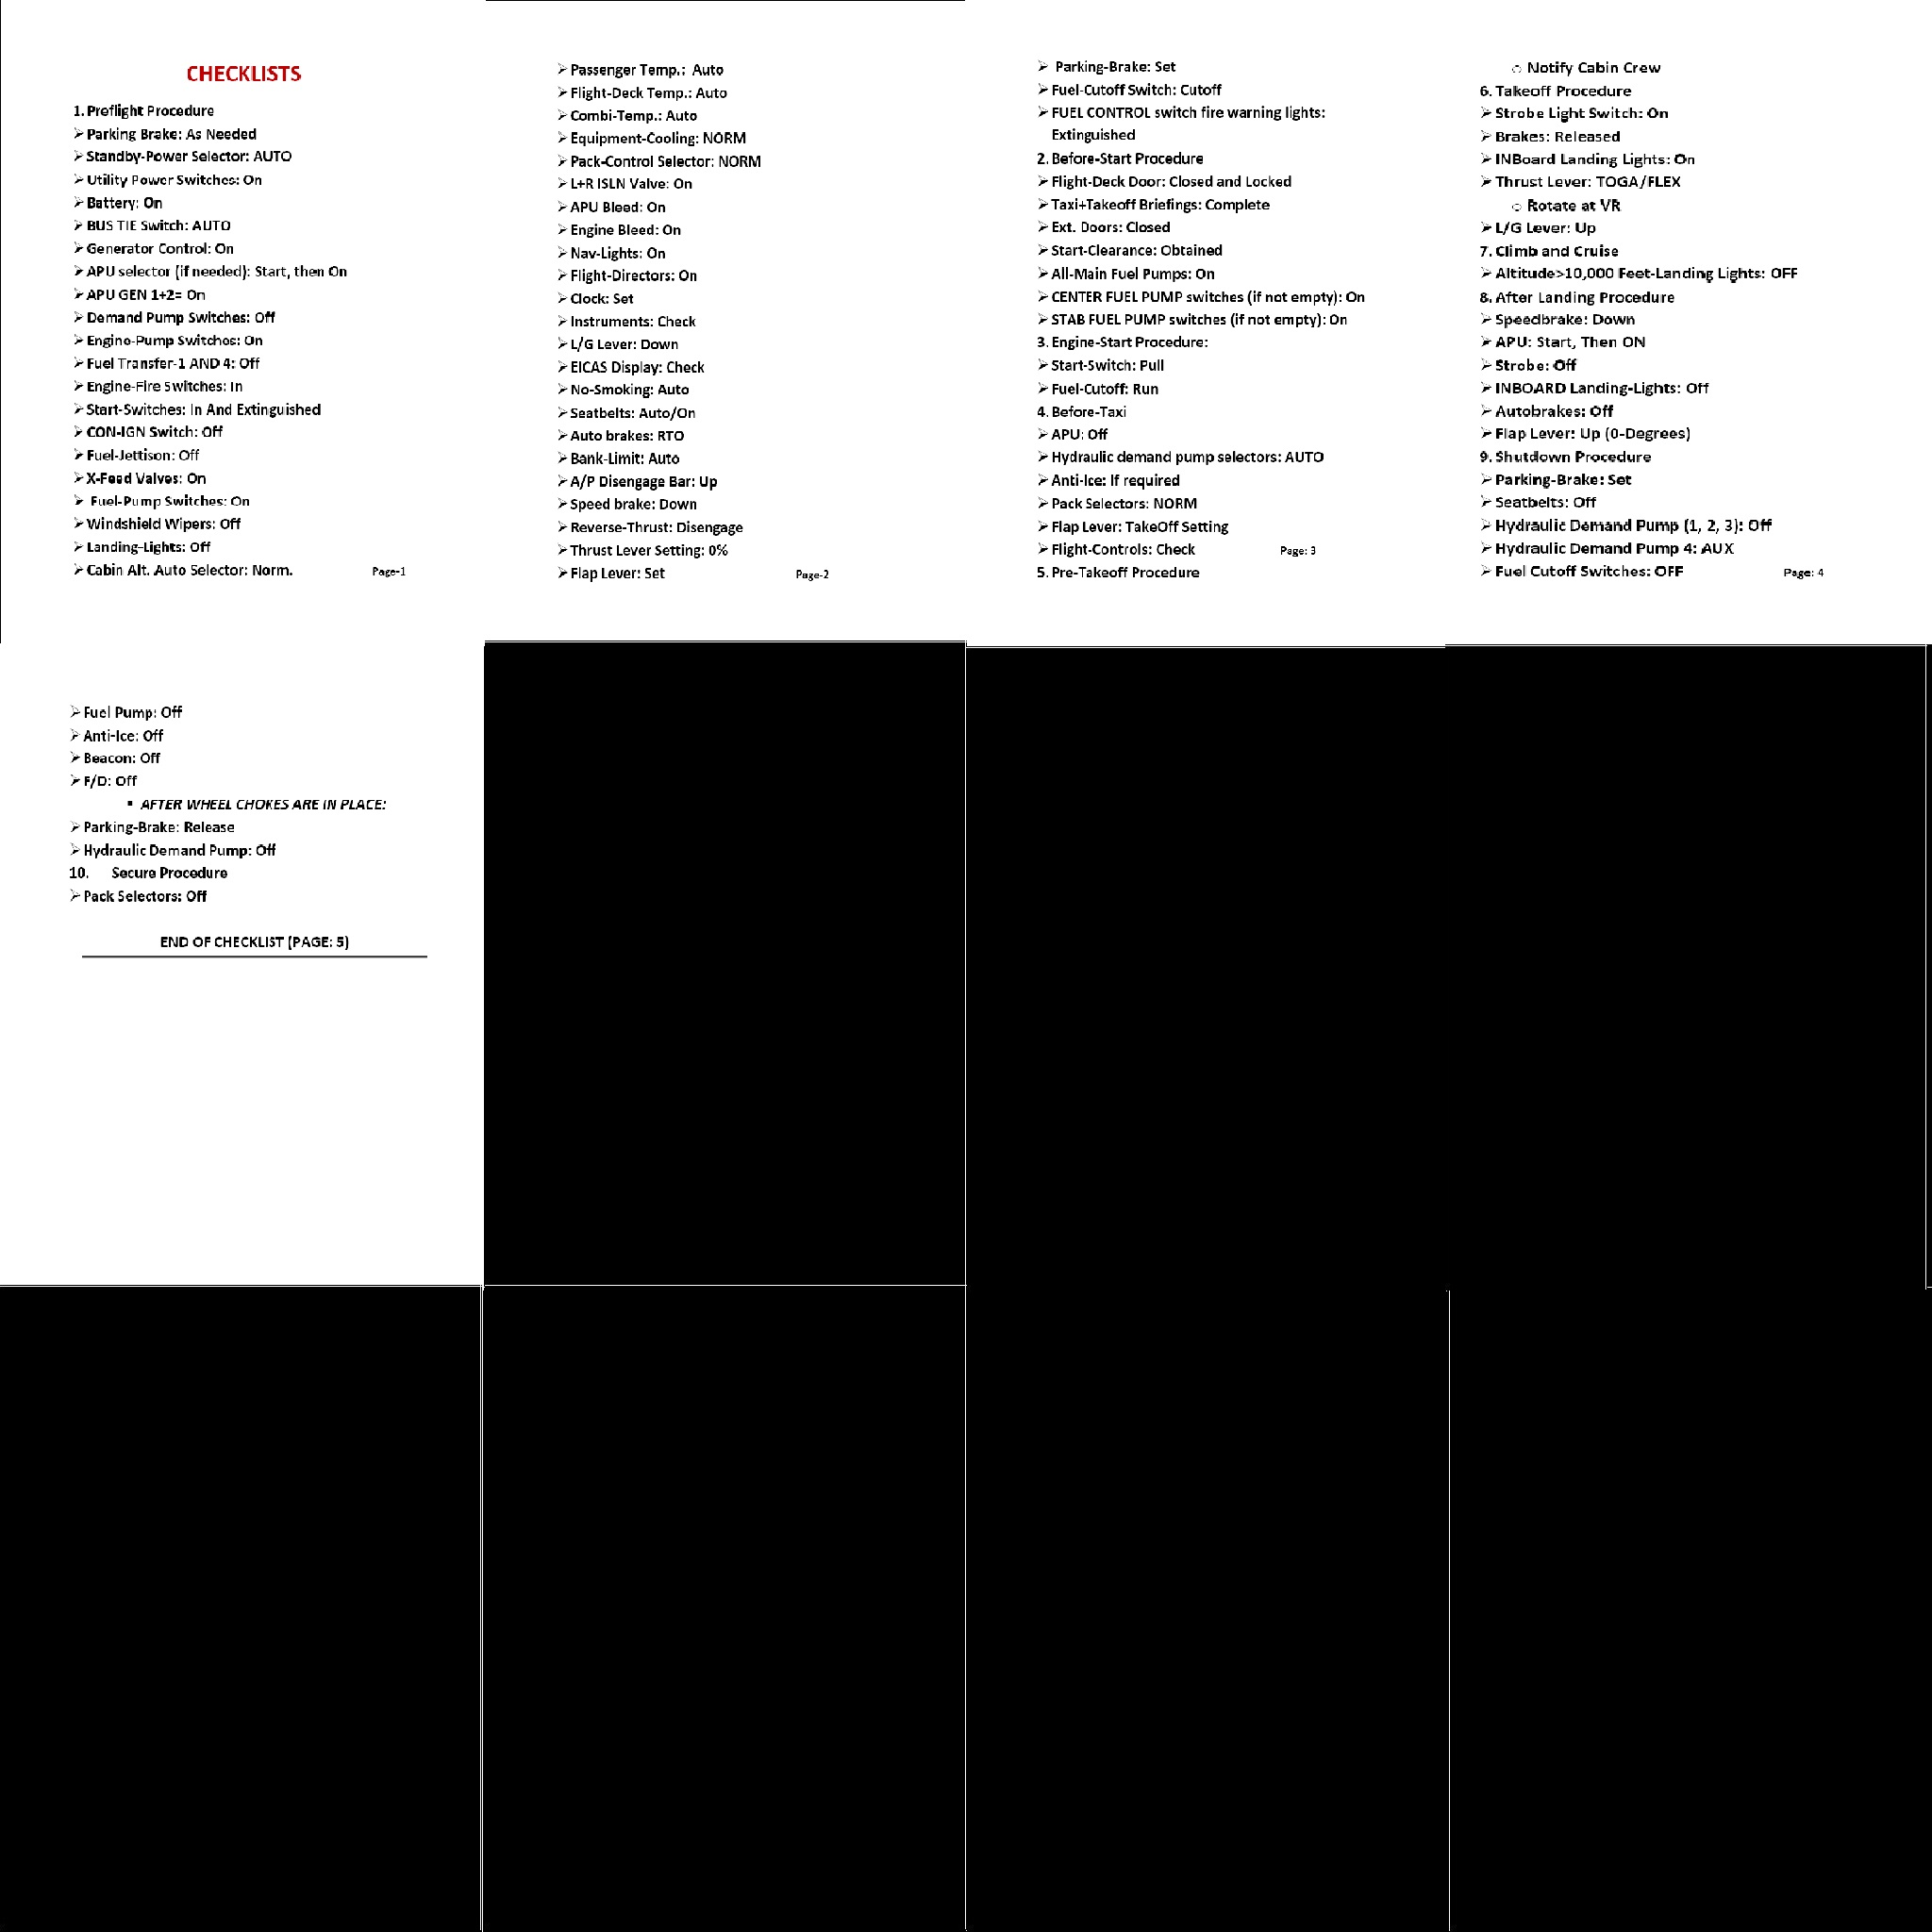 CHECKLISTS
1. Preflight Procedure
➢ Parking Brake: As Needed
➢ Standby-Power Selector: AUTO
➢ Utility Power Switches: On
➢ Battery: On
➢ BUS TIE Switch: AUTO
➢ Generator Control: On
➢ APU selector (if needed): Start, then On
➢ APU GEN 1+2= On
➢ Demand Pump Switches: Off
➢ Engine-Pump Switches: On
➢ Fuel Transfer-1 AND 4: Off
➢ Engine-Fire Switches: In
➢ Start-Switches: In And Extinguished
➢ CON-IGN Switch: Off
➢ Fuel-Jettison: Off
➢ X-Feed Valves: On
➢ Fuel-Pump Switches: On
➢ Windshield Wipers: Off
➢ Landing-Lights: Off
➢ Cabin Alt. Auto Selector: Norm. Page-1
➢ Passenger Temp.: Auto
➢ Flight-Deck Temp.: Auto
➢ Combi-Temp.: Auto
➢ Equipment-Cooling: NORM
➢ Pack-Control Selector: NORM
➢ L+R ISLN Valve: On
➢ APU Bleed: On
➢ Engine Bleed: On
➢ Nav-Lights: On
➢ Flight-Directors: On
➢ Clock: Set
➢ Instruments: Check
➢ L/G Lever: Down
➢ EICAS Display: Check
➢ No-Smoking: Auto
➢ Seatbelts: Auto/On
➢ Auto brakes: RTO
➢ Bank-Limit: Auto
➢ A/P Disengage Bar: Up
➢ Speed brake: Down
➢ Reverse-Thrust: Disengage
➢ Thrust Lever Setting: 0%
➢ Flap Lever: Set Page-2
➢ Parking-Brake: Set
➢ Fuel-Cutoff Switch: Cutoff
➢ FUEL CONTROL switch fire warning lights:
Extinguished
2. Before-Start Procedure
➢ Flight-Deck Door: Closed and Locked
➢ Taxi+Takeoff Briefings: Complete
➢ Ext. Doors: Closed
➢ Start-Clearance: Obtained
➢ All-Main Fuel Pumps: On
➢ CENTER FUEL PUMP switches (if not empty): On
➢ STAB FUEL PUMP switches (if not empty): On
3. Engine-Start Procedure:
➢ Start-Switch: Pull
➢ Fuel-Cutoff: Run
4. Before-Taxi
➢ APU: Off
➢ Hydraulic demand pump selectors: AUTO
➢ Anti-Ice: If required
➢ Pack Selectors: NORM
➢ Flap Lever: TakeOff Setting
➢ Flight-Controls: Check Page: 3
5. Pre-Takeoff Procedure
○ Notify Cabin Crew
6. Takeoff Procedure
➢ Strobe Light Switch: On
➢ Brakes: Released
➢ INBoard Landing Lights: On
➢ Thrust Lever: TOGA/FLEX
○ Rotate at VR
➢ L/G Lever: Up
7. Climb and Cruise
➢ Altitude>10,000 Feet-Landing Lights: OFF
8. After Landing Procedure
➢ Speedbrake: Down
➢ APU: Start, Then ON
➢ Strobe: Off
➢ INBOARD Landing-Lights: Off
➢ Autobrakes: Off
➢ Flap Lever: Up (0-Degrees)
9. Shutdown Procedure
➢ Parking-Brake: Set
➢ Seatbelts: Off
➢ Hydraulic Demand Pump (1, 2, 3): Off
➢ Hydraulic Demand Pump 4: AUX
➢ Fuel Cutoff Switches: OFF Page: 4
➢ Fuel Pump: Off
➢ Anti-Ice: Off
➢ Beacon: Off
➢ F/D: Off
▪ AFTER WHEEL CHOKES ARE IN PLACE:
➢ Parking-Brake: Release
➢ Hydraulic Demand Pump: Off
10. Secure Procedure
➢ Pack Selectors: Off
END OF CHECKLIST (PAGE: 5)